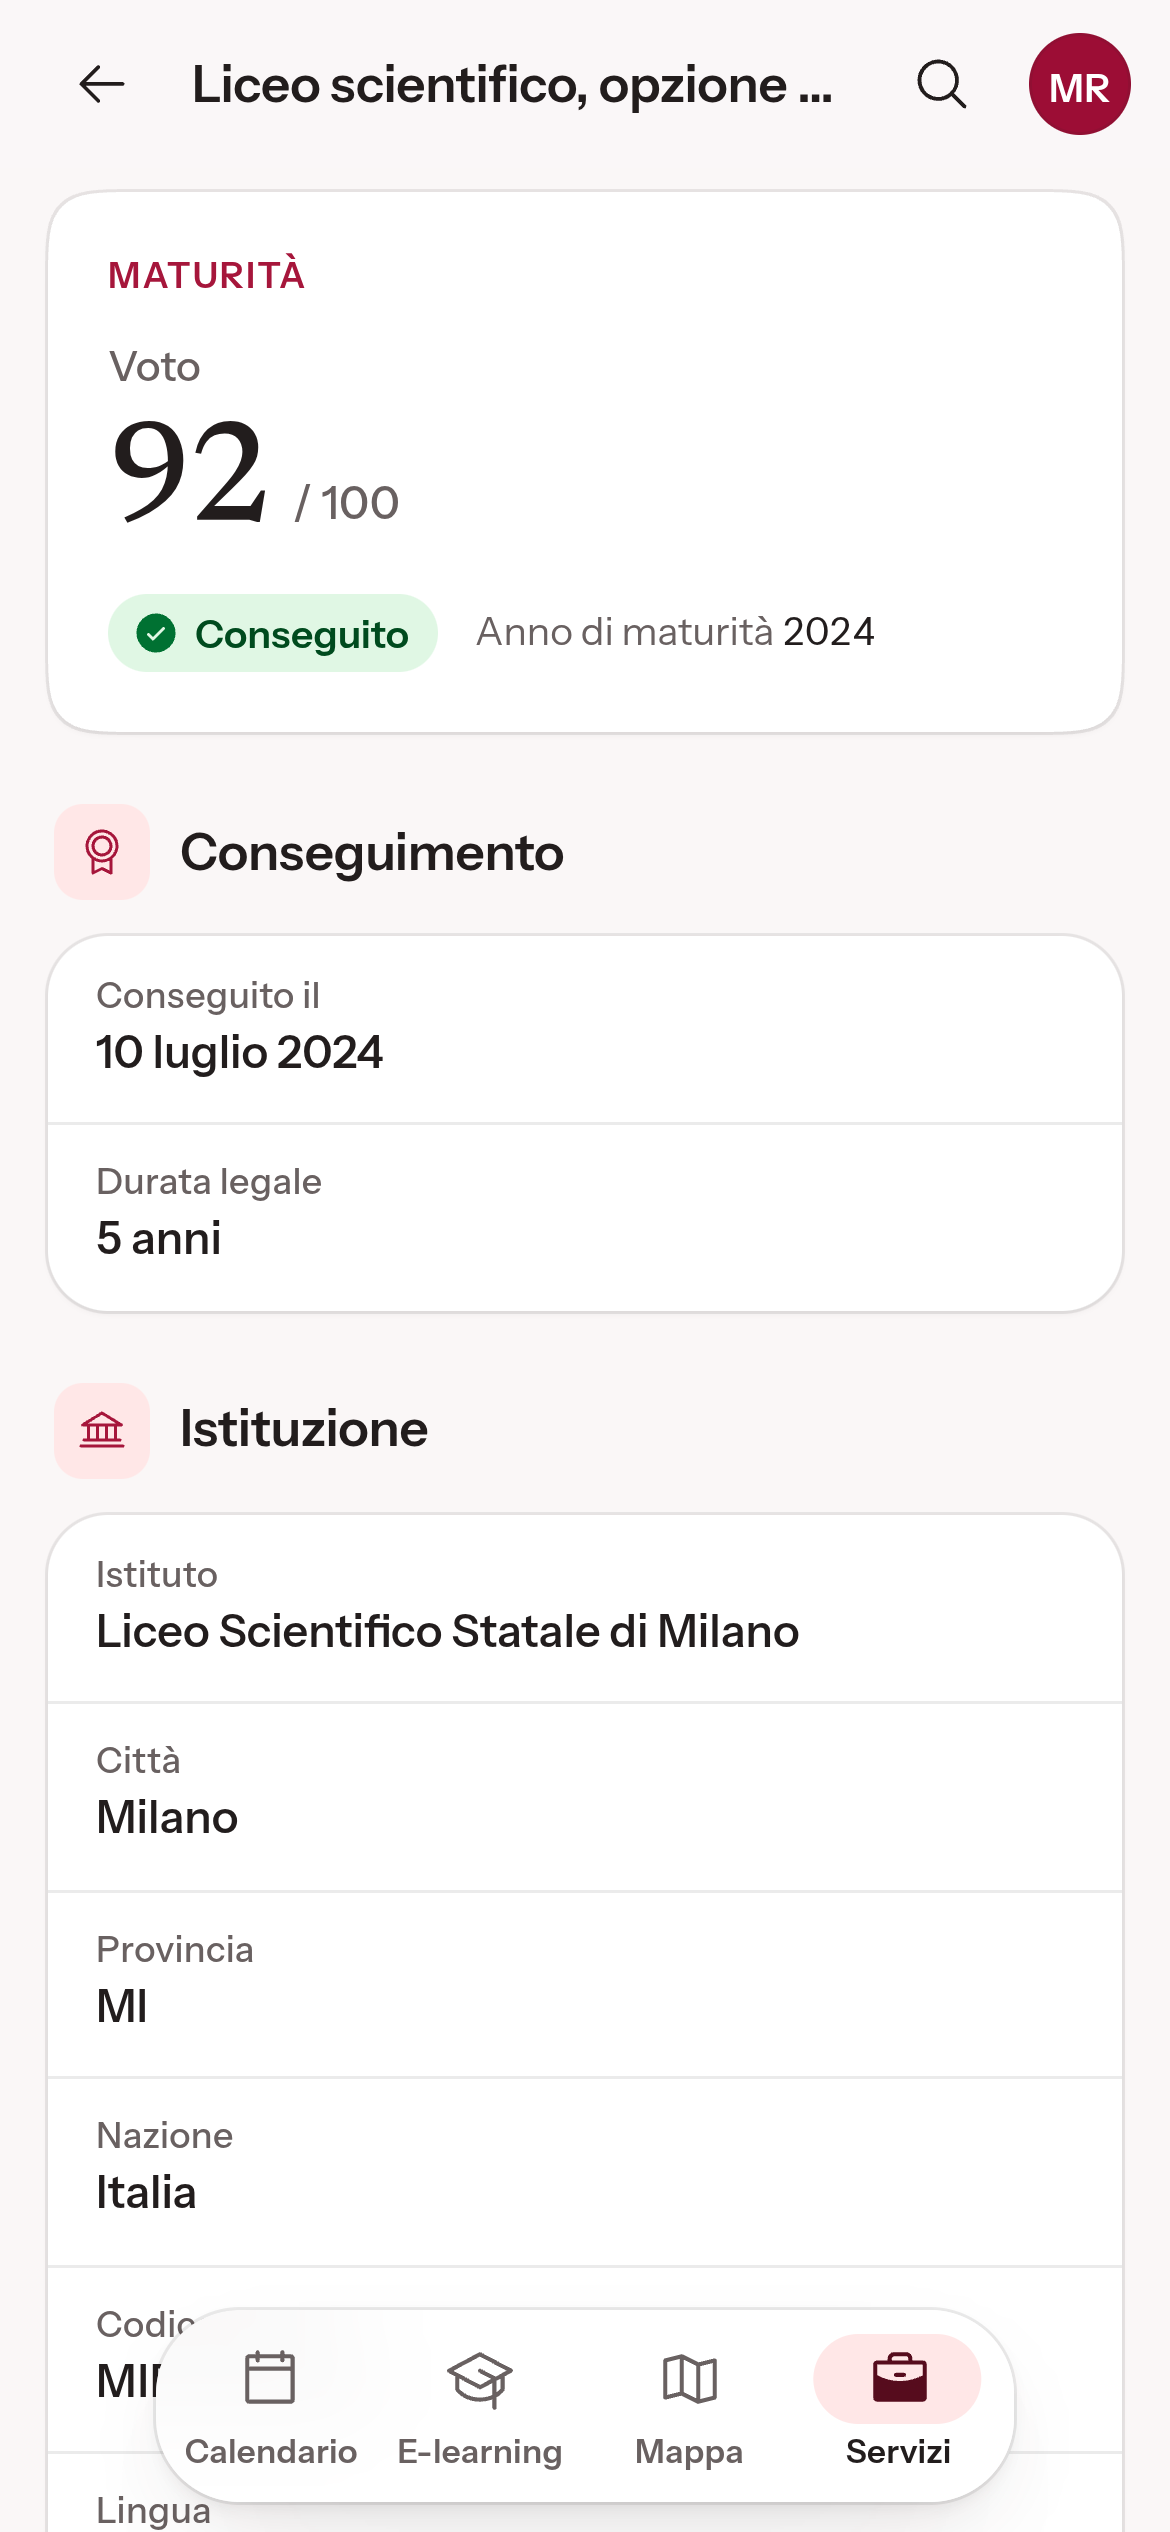 Liceo scientifico, opzione ...
MR
MATURITÀ
Voto
92 / 100
Conseguito
Anno di maturità 2024
Conseguimento
Conseguito il
10 luglio 2024
Durata legale
5 anni
Istituzione
Istituto
Liceo Scientifico Statale di Milano
Città
Milano
Provincia
MI
Nazione
Italia
Calendario
E-learning
Mappa
Servizi
Lingua